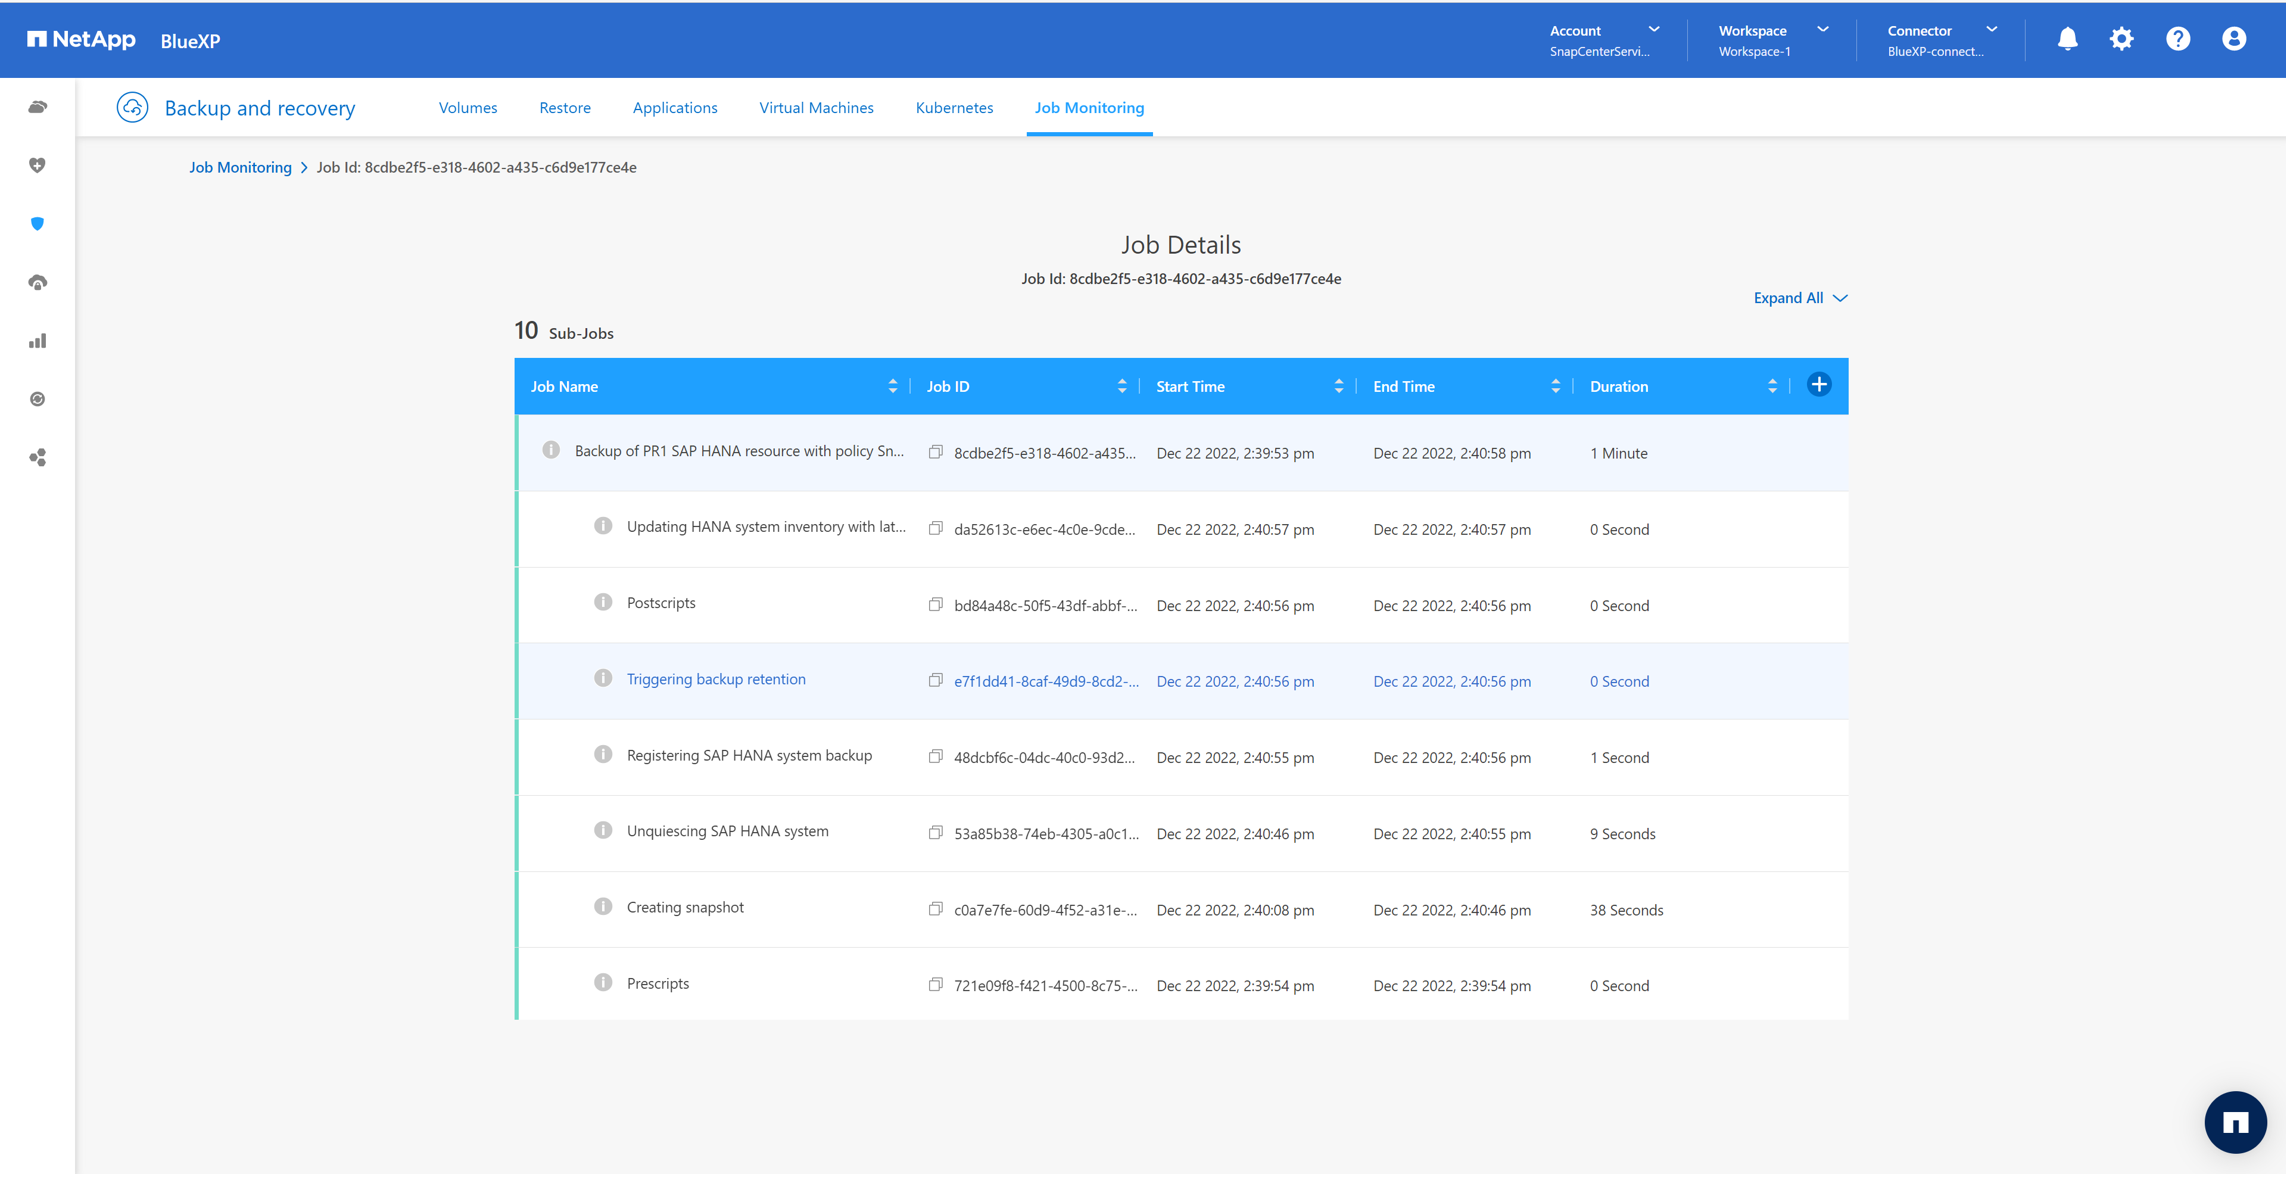 NetApp BlueXP
Account
SnapCenterServi...
Workspace
Workspace-1
Connector
BlueXP-connect...
Backup and recovery Volumes Restore Applications Virtual Machines Kubernetes Job Monitoring
Job Monitoring > Job Id: 8cdbe2f5-e318-4602-a435-c6d9e177ce4e
Job Details
Job Id: 8cdbe2f5-e318-4602-a435-c6d9e177ce4e
Expand All
10 Sub-Jobs
Job Name Job ID Start Time End Time Duration
Backup of PR1 SAP HANA resource with policy Sn... 8cdbe2f5-e318-4602-a435... Dec 22 2022, 2:39:53 pm Dec 22 2022, 2:40:58 pm 1 Minute
Updating HANA system inventory with lat... da52613c-e6ec-4c0e-9cde... Dec 22 2022, 2:40:57 pm Dec 22 2022, 2:40:57 pm 0 Second
Postscripts bd84a48c-50f5-43df-abbf-... Dec 22 2022, 2:40:56 pm Dec 22 2022, 2:40:56 pm 0 Second
Triggering backup retention e7f1dd41-8caf-49d9-8cd2-... Dec 22 2022, 2:40:56 pm Dec 22 2022, 2:40:56 pm 0 Second
Registering SAP HANA system backup 48dcbf6c-04dc-40c0-93d2... Dec 22 2022, 2:40:55 pm Dec 22 2022, 2:40:56 pm 1 Second
Unquiescing SAP HANA system 53a85b38-74eb-4305-a0c1... Dec 22 2022, 2:40:46 pm Dec 22 2022, 2:40:55 pm 9 Seconds
Creating snapshot c0a7e7fe-60d9-4f52-a31e-... Dec 22 2022, 2:40:08 pm Dec 22 2022, 2:40:46 pm 38 Seconds
Prescripts 721e09f8-f421-4500-8c75-... Dec 22 2022, 2:39:54 pm Dec 22 2022, 2:39:54 pm 0 Second